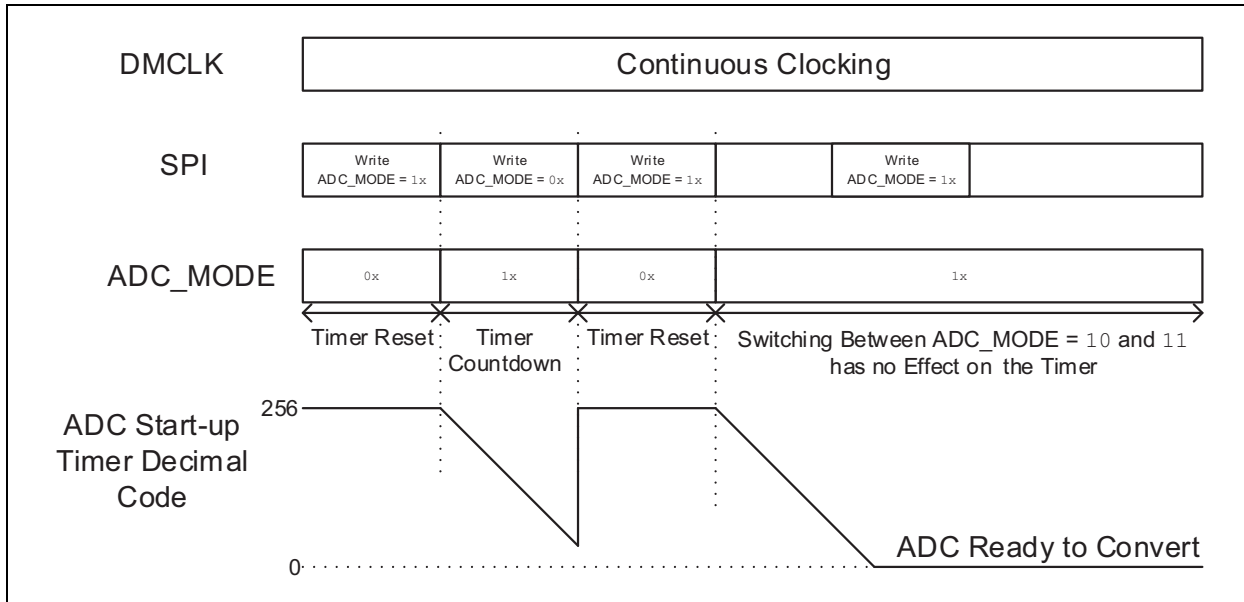 DMCLK
Continuous Clocking
SPI
Write
ADC_MODE = 1x
Write
ADC_MODE = 0x
Write
ADC_MODE = 1x
Write
ADC_MODE = 1x
ADC_MODE
0x
1x
0x
1x
Timer Reset
Timer
Countdown
Timer Reset
Switching Between ADC_MODE = 10 and 11
has no Effect on the Timer
ADC Start-up
Timer Decimal
Code
256
0
ADC Ready to Convert